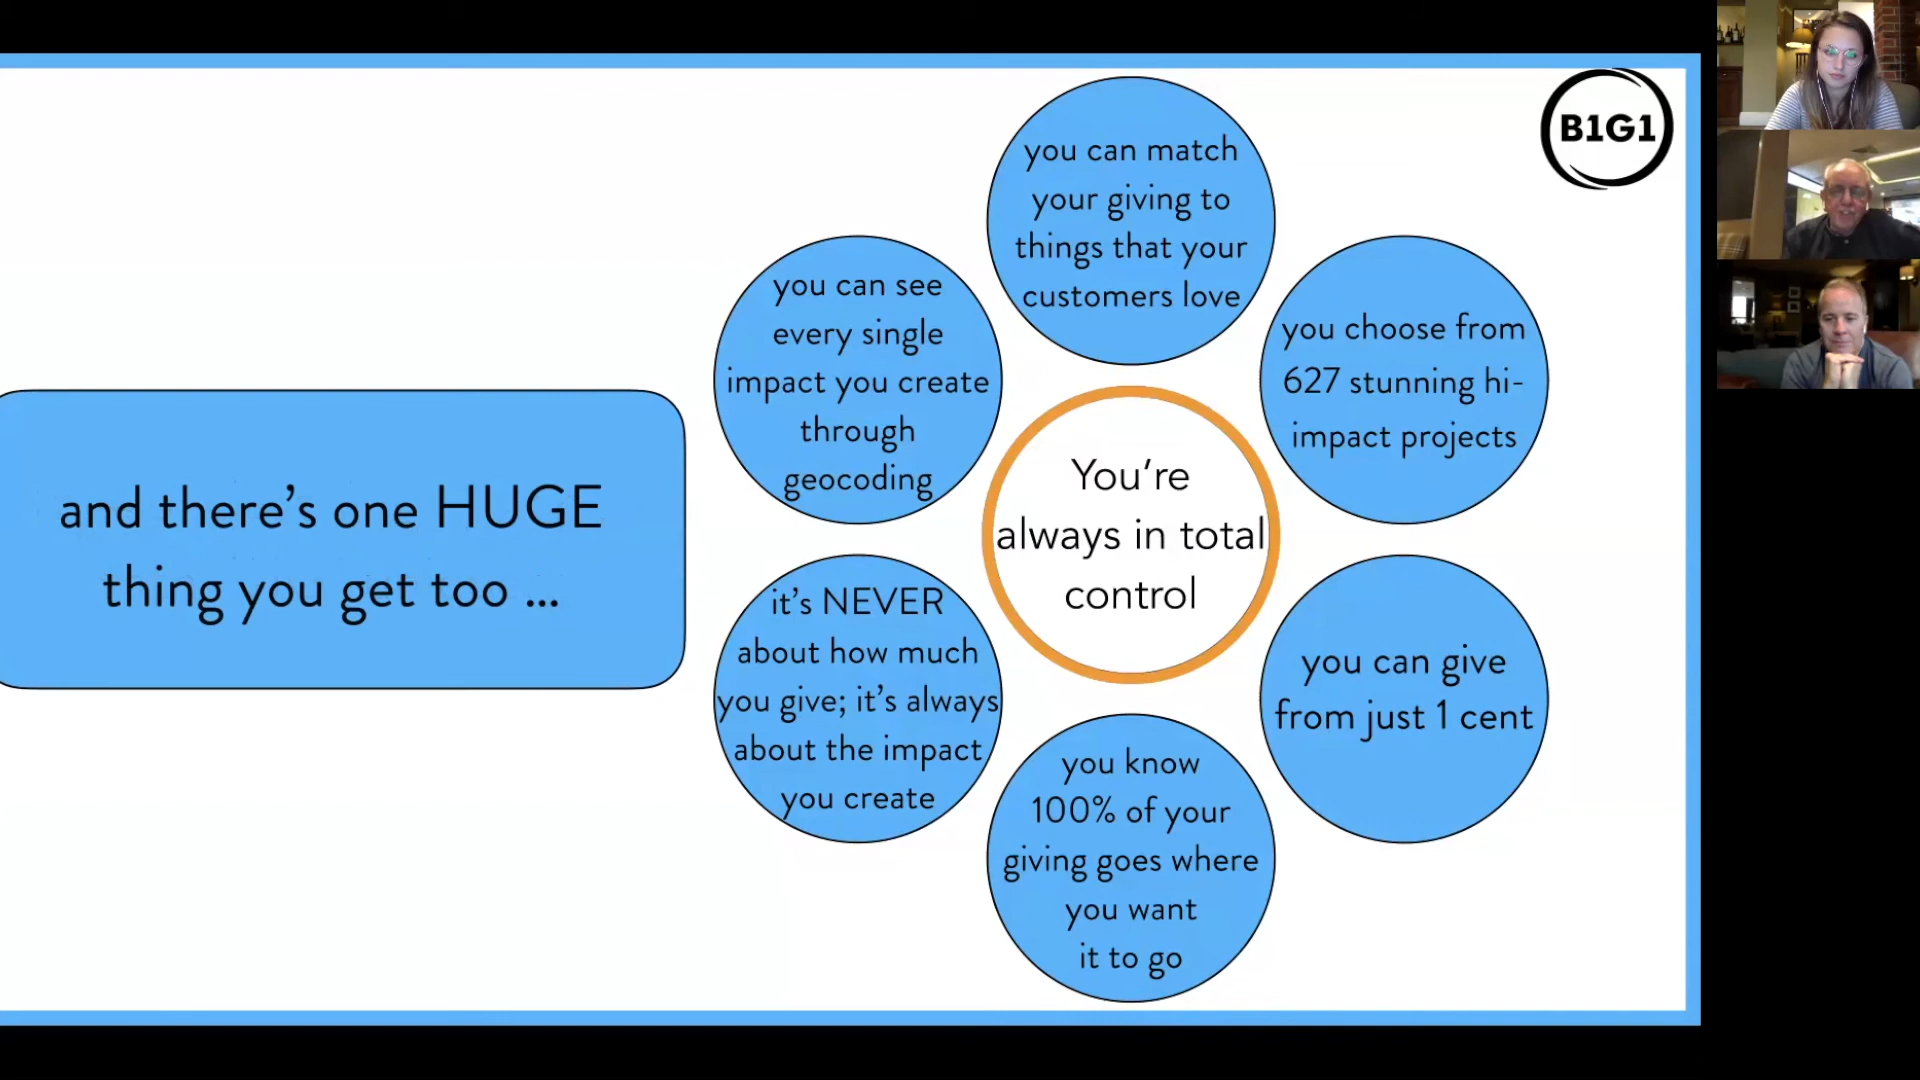 B1G1
and there's one HUGE
thing you get too ...
You're
always in total
control
you can match
your giving to
things that your
customers love
you choose from
627 stunning hi-
impact projects
you can give
from just 1 cent
you know
100% of your
giving goes where
you want
it to go
it's NEVER
about how much
you give; it's always
about the impact
you create
you can see
every single
impact you create
through
geocoding